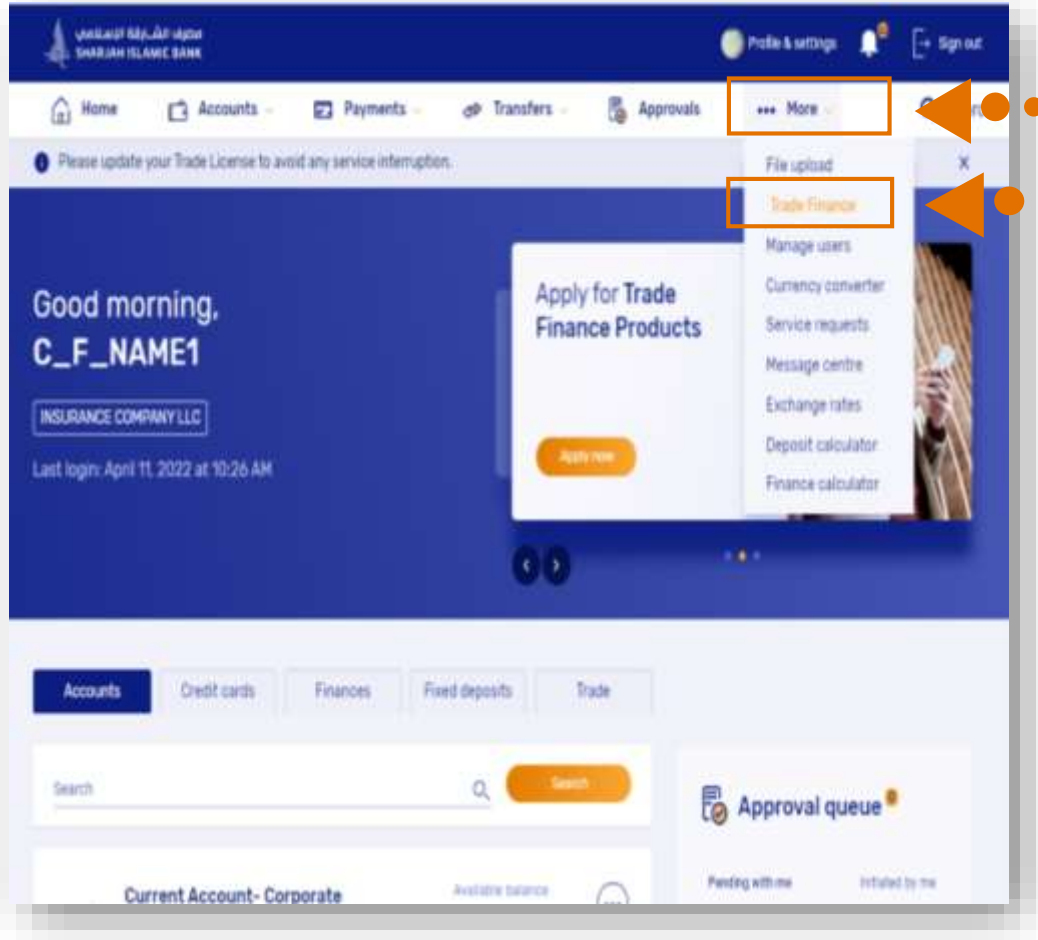 مصرف الشارقة الإسلامي
SHARJAH ISLAMIC BANK
Profile & settings
Sign out
Home
Accounts
Payments
Transfers
Approvals
More
Please update your Trade License to avoid any service interruption.
X
File upload
Trade Finance
Manage users
Currency converter
Service requests
Message centre
Exchange rates
Deposit calculator
Finance calculator
Good morning,
C_F_NAME1
INSURANCE COMPANY LLC
Last login: April 11, 2022 at 10:26 AM
Apply for Trade
Finance Products
Apply now
Accounts
Credit cards
Finances
Fixed deposits
Trade
Search
Search
Approval queue
Pending with me
Initiated by me
Current Account- Corporate
Available balance